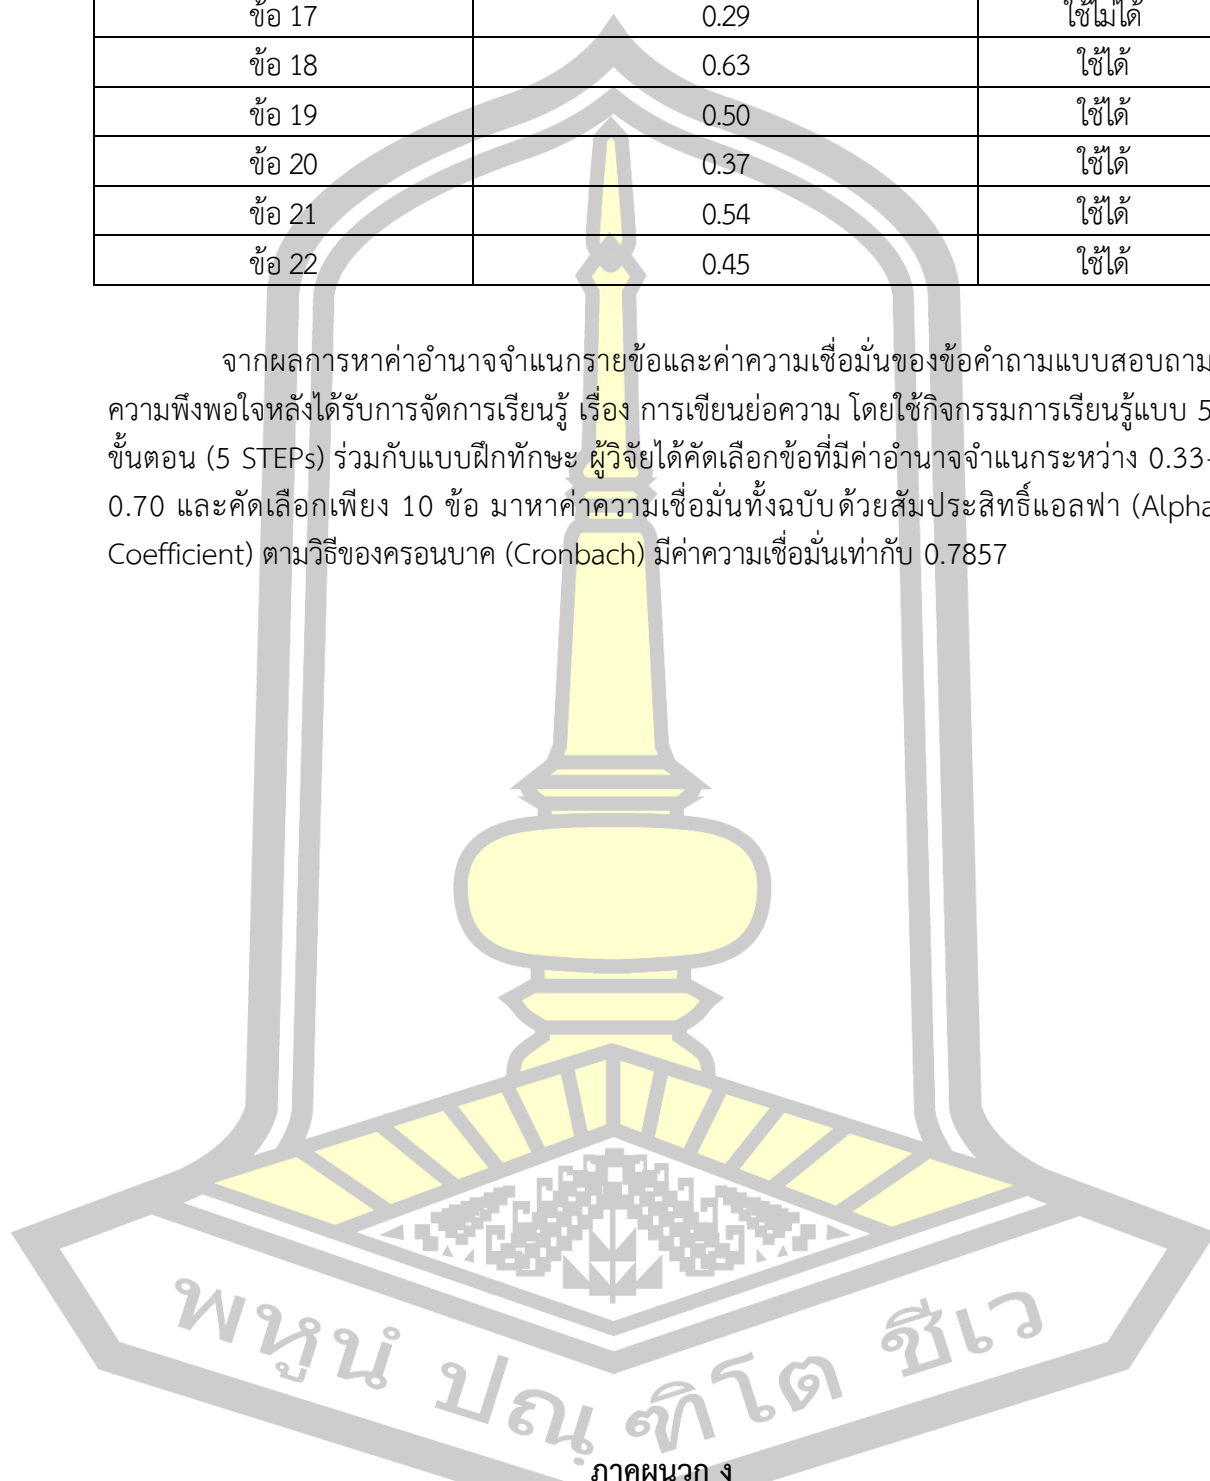 ข้อ 17 0.29 ใช้ไม่ได้
ข้อ 18 0.63 ใช้ได้
ข้อ 19 0.50 ใช้ได้
ข้อ 20 0.37 ใช้ได้
ข้อ 21 0.54 ใช้ได้
ข้อ 22 0.45 ใช้ได้
จากผลการหาค่าอำนาจจำแนกรายข้อและค่าความเชื่อมั่นของข้อคำถามแบบสอบถาม
ความพึงพอใจหลังได้รับการจัดการเรียนรู้ เรื่อง การเขียนย่อความ โดยใช้กิจกรรมการเรียนรู้แบบ 5
ขั้นตอน (5 STEPs) ร่วมกับแบบฝึกทักษะ ผู้วิจัยได้คัดเลือกข้อที่มีค่าอำนาจจำแนกระหว่าง 0.33-
0.70 และคัดเลือกเพียง 10 ข้อ มาหาค่าความเชื่อมั่นทั้งฉบับด้วยสัมประสิทธิ์แอลฟา (Alpha
Coefficient) ตามวิธีของครอนบาค (Cronbach) มีค่าความเชื่อมั่นเท่ากับ 0.7857
พหูนํ ปณฺฑิโต ชีเว
ภาคผนวก ง